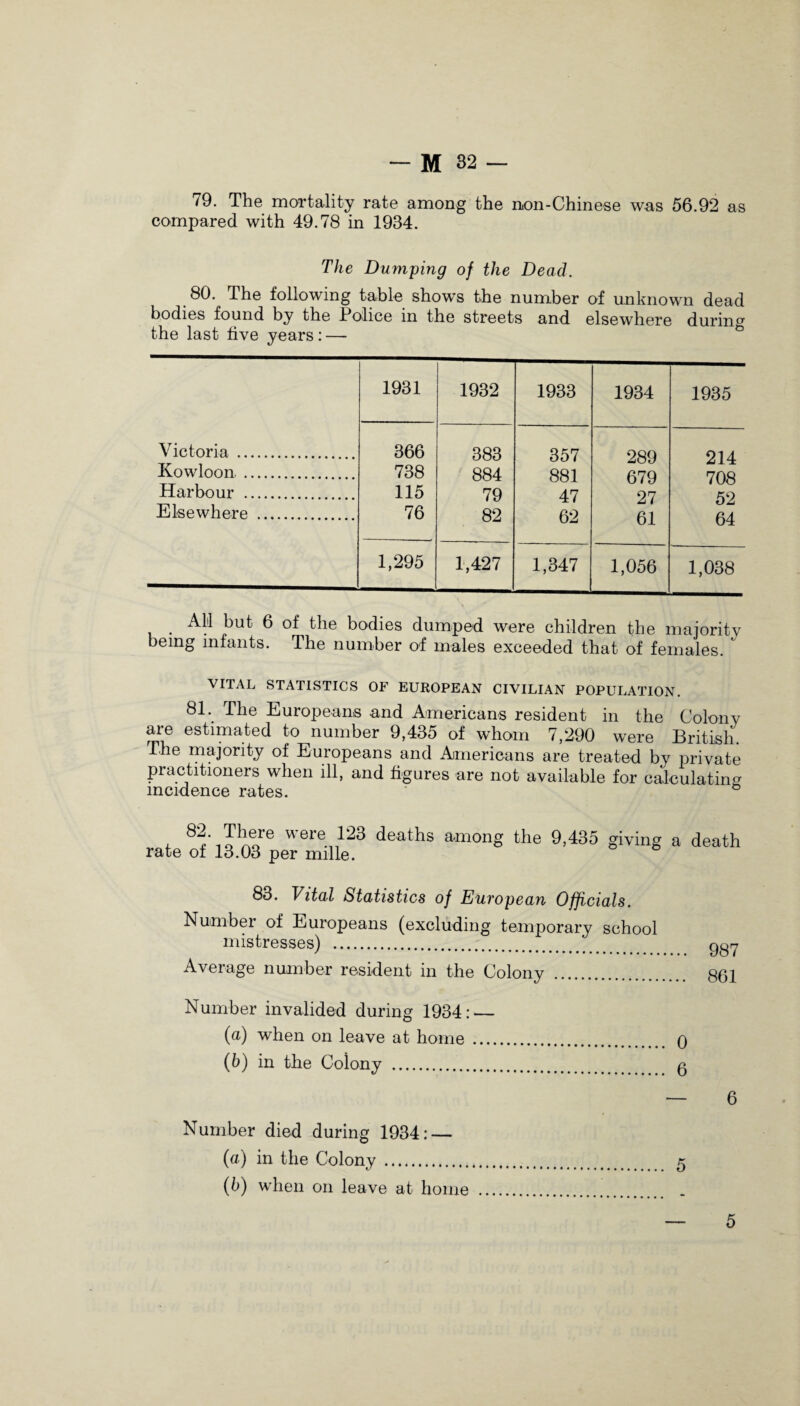 — M 32 —
79. The mortality rate among the non-Chinese was 56.92 as
compared with 49.78 in 1934.
The Dumping of the Dead.
80. The following table shows the number of unknown dead
bodies found by the Police in the streets and elsewhere during
the last five years: —
1931 1932 1933 1934 1935
Victoria .................... 366 383 357 289 214
Kowloon. .................... 738 884 881 679 708
Harbour .................... 115 79 47 27 52
Elsewhere .................... 76 82 62 61 64
1,295 1,427 1,347 1,056 1,038
All but 6 of the bodies dumped were children the majority
being infants. The number of males exceeded that of females.
VITAL STATISTICS OF EUROPEAN CIVILIAN POPULATION.
81. The Europeans and Americans resident in the Colony
are estimated to number 9,435 of whom 7,290 were British.
The majority of Europeans and Americans are treated by private
practitioners when ill, and figures are not available for calculating
incidence rates.
82. There were 123 deaths among the 9,435 giving a death
rate of 13.03 per mille.
83. Vital Statistics of European Officials.
Number of Europeans (excluding temporary school
mistresses) .................... 987
Average number resident in the Colony .................... 861
Number invalided during 1934: —
(a) when on leave at home .................... 0
(b) in the Colony .................... 6
— 6
Number died during 1934: —
(a) in the Colony .................... 5
(b) when on leave at home .................... -
— 5